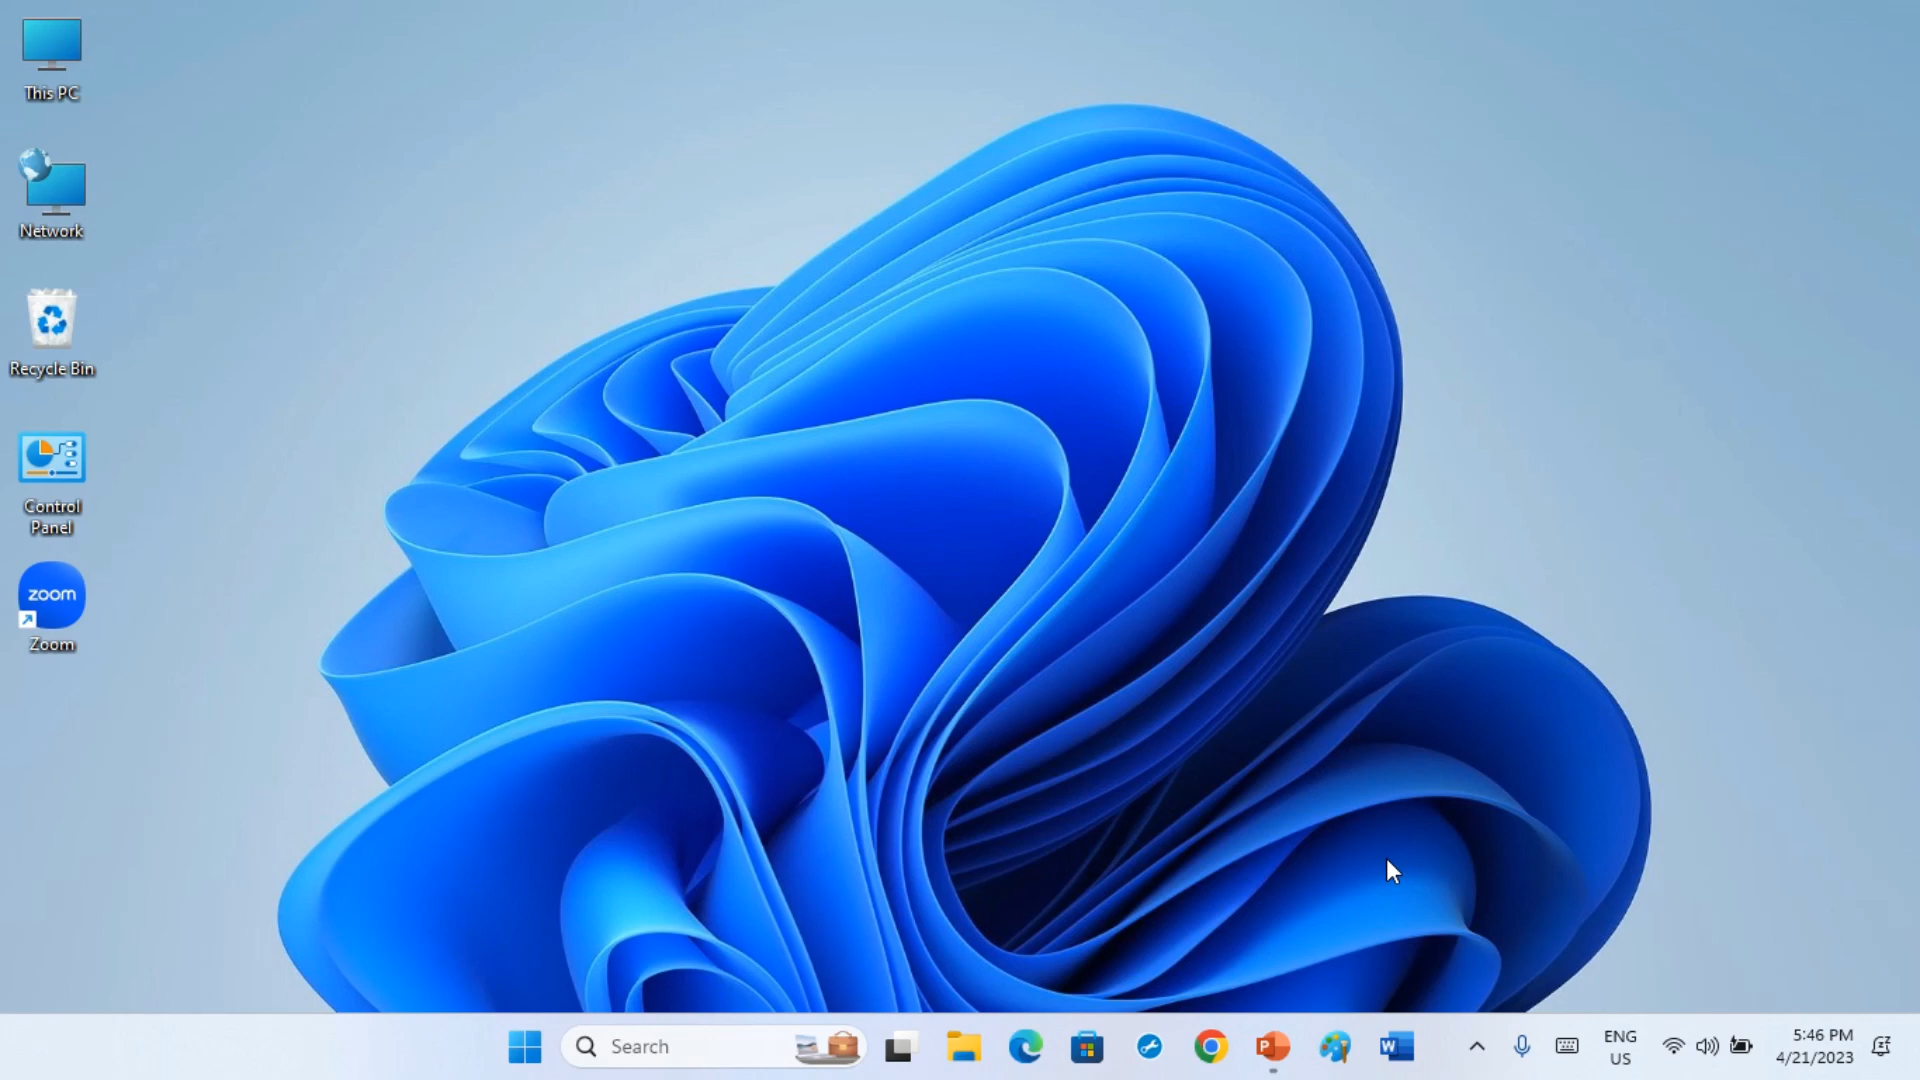 This PC
Network
Recycle Bin
Control
Panel
zoom
Zoom
Search
P
W
ENG
US
5:46 PM
4/21/2023